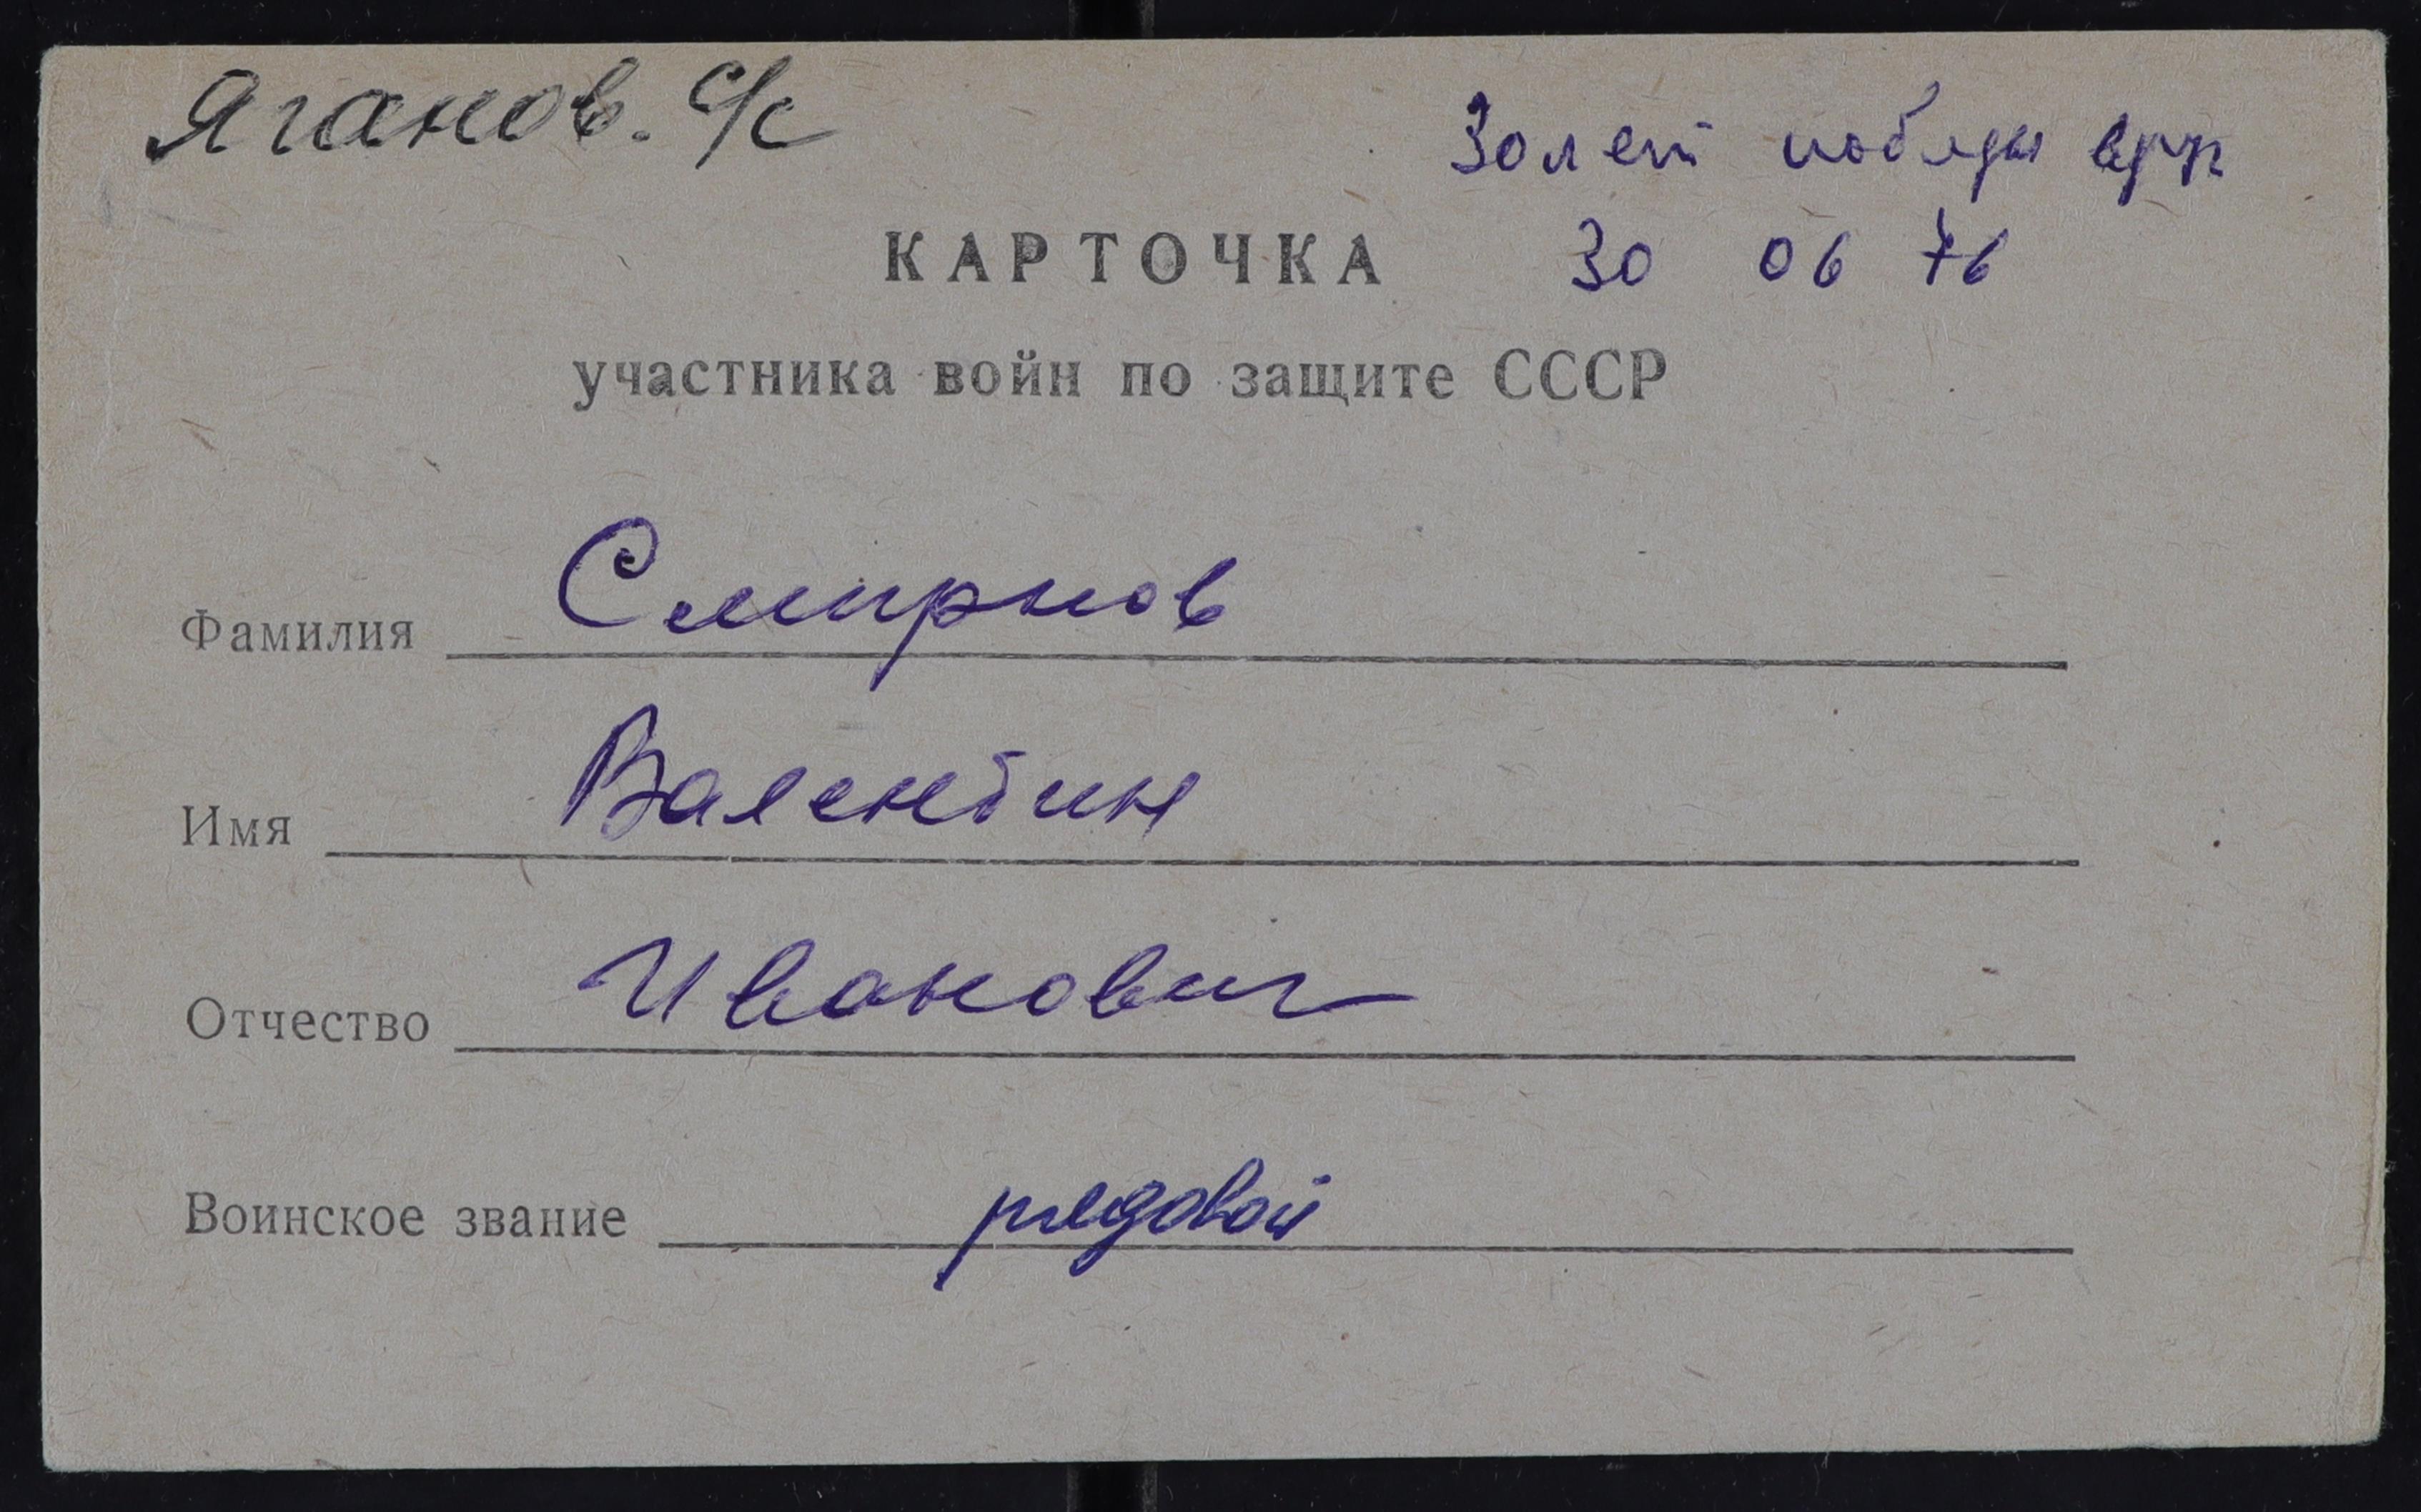 Яганов. с/с
30 лет победы врп
30 06 76
КАРТОЧКА
участника войн по защите СССР
Фамилия Смирнов
Имя Валентин
Отчество Иванович
Воинское звание рядовой